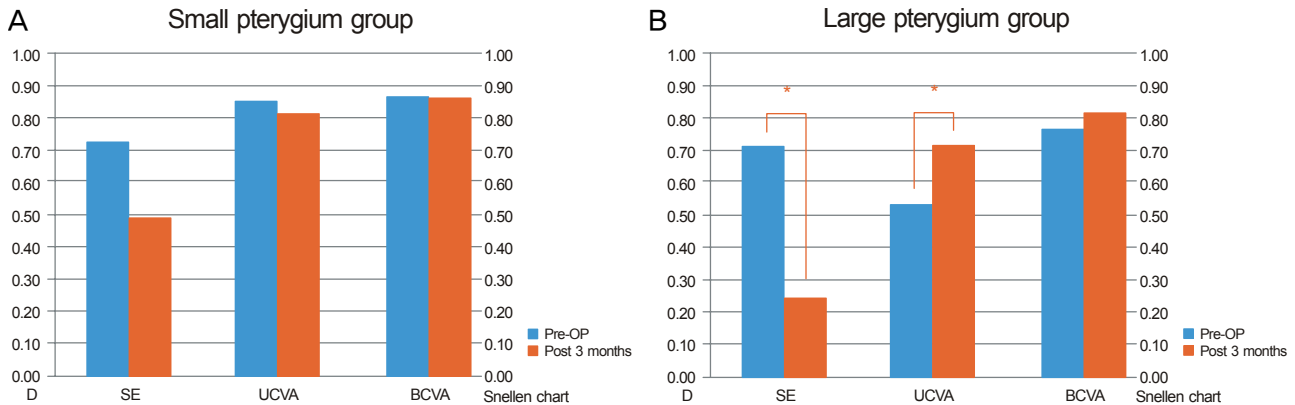 A
Small pterygium group
1.00 1.00
0.90 0.90
0.80 0.80
0.70 0.70
0.60 0.60
0.50 0.50
0.40 0.40
0.30 0.30
0.20 0.20
0.10 0.10
0.00 0.00
D SE UCVA BCVA Snellen chart
Pre-OP
Post 3 months
B
Large pterygium group
1.00 1.00
0.90 * * 0.90
0.80 0.80
0.70 0.70
0.60 0.60
0.50 0.50
0.40 0.40
0.30 0.30
0.20 0.20
0.10 0.10
0.00 0.00
D SE UCVA BCVA Snellen chart
Pre-OP
Post 3 months